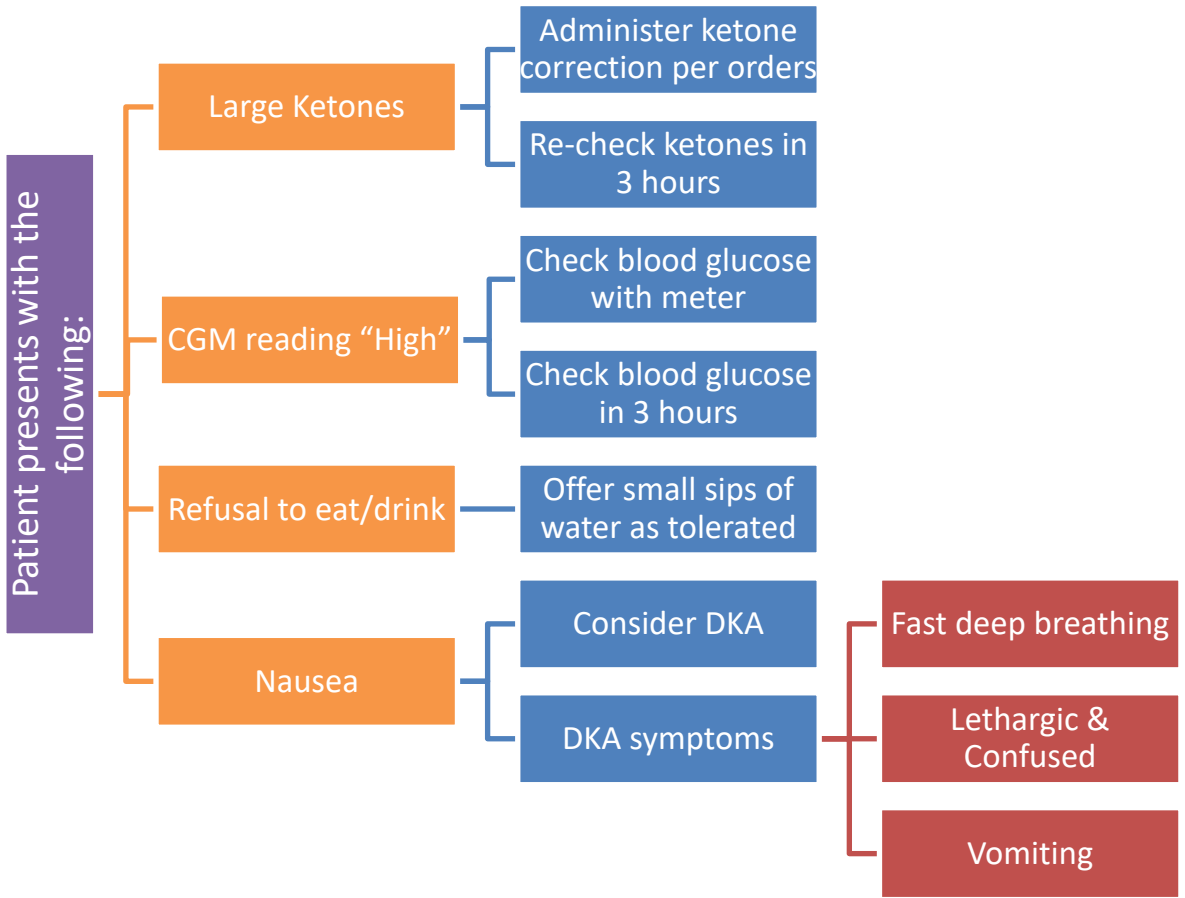 Patient presents with the
following:
Large Ketones
Administer ketone
correction per orders
Re-check ketones in
3 hours
CGM reading “High”
Check blood glucose
with meter
Check blood glucose
in 3 hours
Refusal to eat/drink
Offer small sips of
water as tolerated
Nausea
Consider DKA
DKA symptoms
Fast deep breathing
Lethargic &
Confused
Vomiting